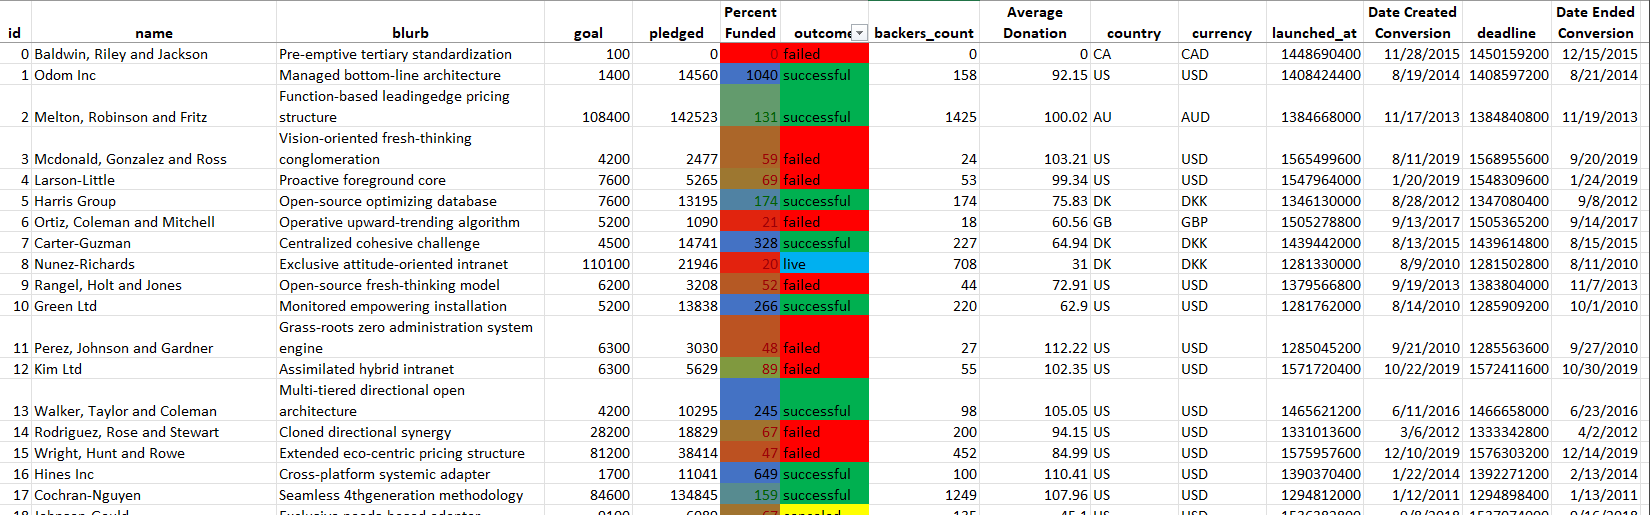 id name blurb goal pledged Percent Funded outcome backers_count Average Donation country currency launched_at Date Created Conversion deadline Date Ended Conversion
0 Baldwin, Riley and Jackson Pre-emptive tertiary standardization 100 0 0 failed 0 0 CA CAD 1448690400 11/28/2015 1450159200 12/15/2015
1 Odom Inc Managed bottom-line architecture 1400 14560 1040 successful 158 92.15 US USD 1408424400 8/19/2014 1408597200 8/21/2014
2 Melton, Robinson and Fritz Function-based leadingedge pricing structure 108400 142523 131 successful 1425 100.02 AU AUD 1384668000 11/17/2013 1384840800 11/19/2013
3 Mcdonald, Gonzalez and Ross Vision-oriented fresh-thinking conglomeration 4200 2477 59 failed 24 103.21 US USD 1565499600 8/11/2019 1568955600 9/20/2019
4 Larson-Little Proactive foreground core 7600 5265 69 failed 53 99.34 US USD 1547964000 1/20/2019 1548309600 1/24/2019
5 Harris Group Open-source optimizing database 7600 13195 174 successful 174 75.83 DK DKK 1346130000 8/28/2012 1347080400 9/8/2012
6 Ortiz, Coleman and Mitchell Operative upward-trending algorithm 5200 1090 21 failed 18 60.56 GB GBP 1505278800 9/13/2017 1505365200 9/14/2017
7 Carter-Guzman Centralized cohesive challenge 4500 14741 328 successful 227 64.94 DK DKK 1439442000 8/13/2015 1439614800 8/15/2015
8 Nunez-Richards Exclusive attitude-oriented intranet 110100 21946 20 live 708 31 DK DKK 1281330000 8/9/2010 1281502800 8/11/2010
9 Rangel, Holt and Jones Open-source fresh-thinking model 6200 3208 52 failed 44 72.91 US USD 1379566800 9/19/2013 1383804000 11/7/2013
10 Green Ltd Monitored empowering installation 5200 13838 266 successful 220 62.9 US USD 1281762000 8/14/2010 1285909200 10/1/2010
11 Perez, Johnson and Gardner Grass-roots zero administration system engine 6300 3030 48 failed 27 112.22 US USD 1285045200 9/21/2010 1285563600 9/27/2010
12 Kim Ltd Assimilated hybrid intranet 6300 5629 89 failed 55 102.35 US USD 1571720400 10/22/2019 1572411600 10/30/2019
13 Walker, Taylor and Coleman Multi-tiered directional open architecture 4200 10295 245 successful 98 105.05 US USD 1465621200 6/11/2016 1466658000 6/23/2016
14 Rodriguez, Rose and Stewart Cloned directional synergy 28200 18829 67 failed 200 94.15 US USD 1331013600 3/6/2012 1333342800 4/2/2012
15 Wright, Hunt and Rowe Extended eco-centric pricing structure 81200 38414 47 failed 452 84.99 US USD 1575957600 12/10/2019 1576303200 12/14/2019
16 Hines Inc Cross-platform systemic adapter 1700 11041 649 successful 100 110.41 US USD 1390370400 1/22/2014 1392271200 2/13/2014
17 Cochran-Nguyen Seamless 4thgeneration methodology 84600 134845 159 successful 1249 107.96 US USD 1294812000 1/12/2011 1294898400 1/13/2011